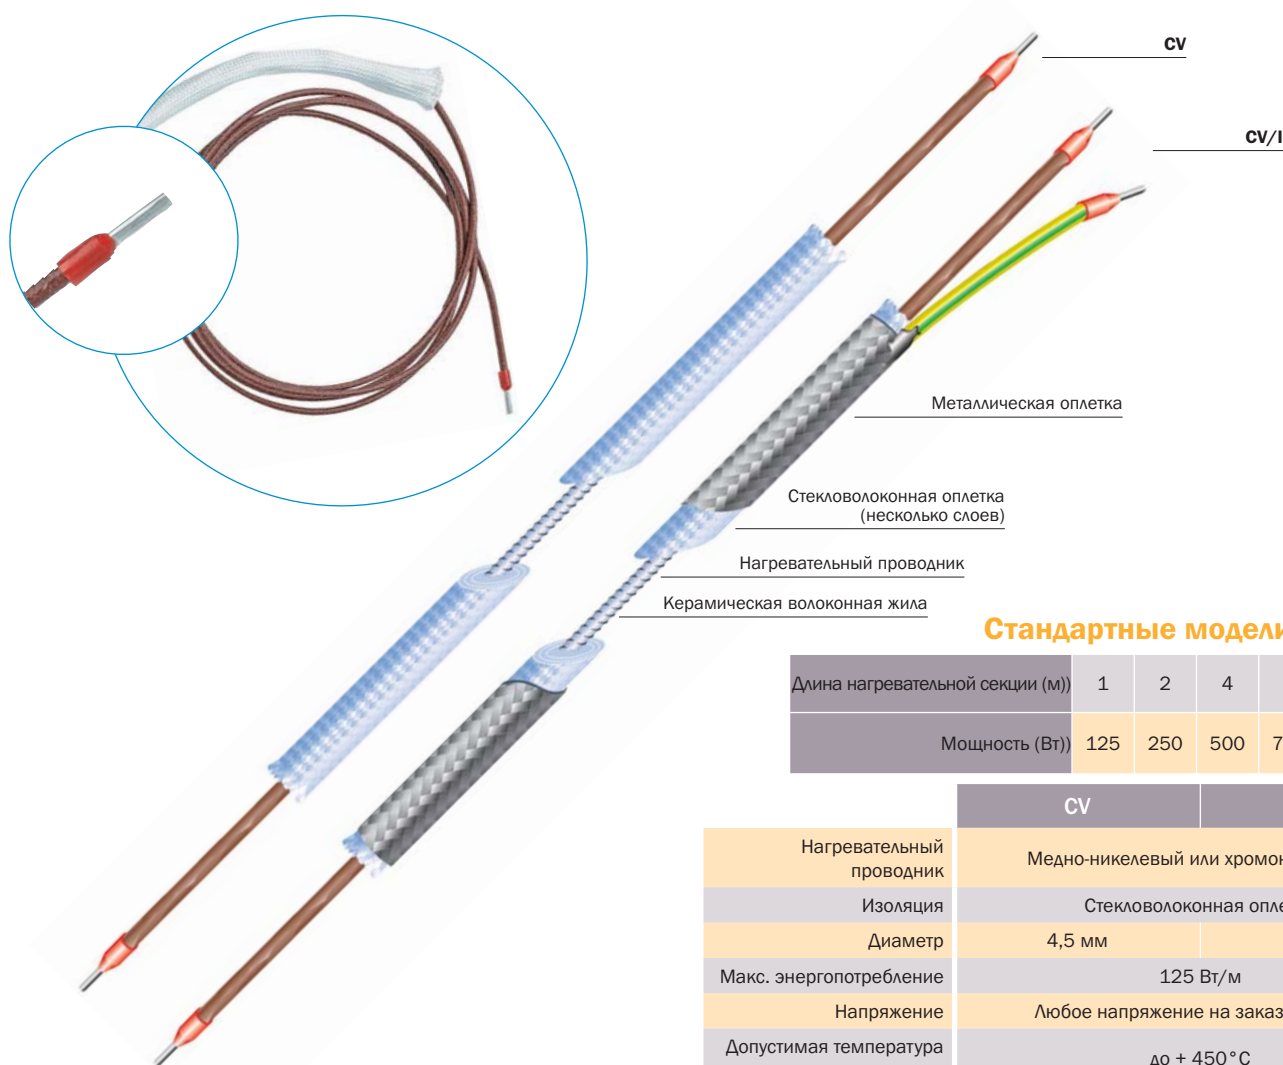 CV
CV/I
Металлическая оплетка
Стекловолоконная оплетка
(несколько слоев)
Нагревательный проводник
Керамическая волоконная жила
Стандартные модели
Длина нагревательной секции (м)) 1 2 4
Мощность (Вт)) 125 250 500 7
CV
Нагревательный
проводник
Медно-никелевый или хромон
Изоляция Стекловолоконная опле
Диаметр 4,5 мм
Макс. энергопотребление 125 Вт/м
Напряжение Любое напряжение на заказ
Допустимая температура
до + 450°C